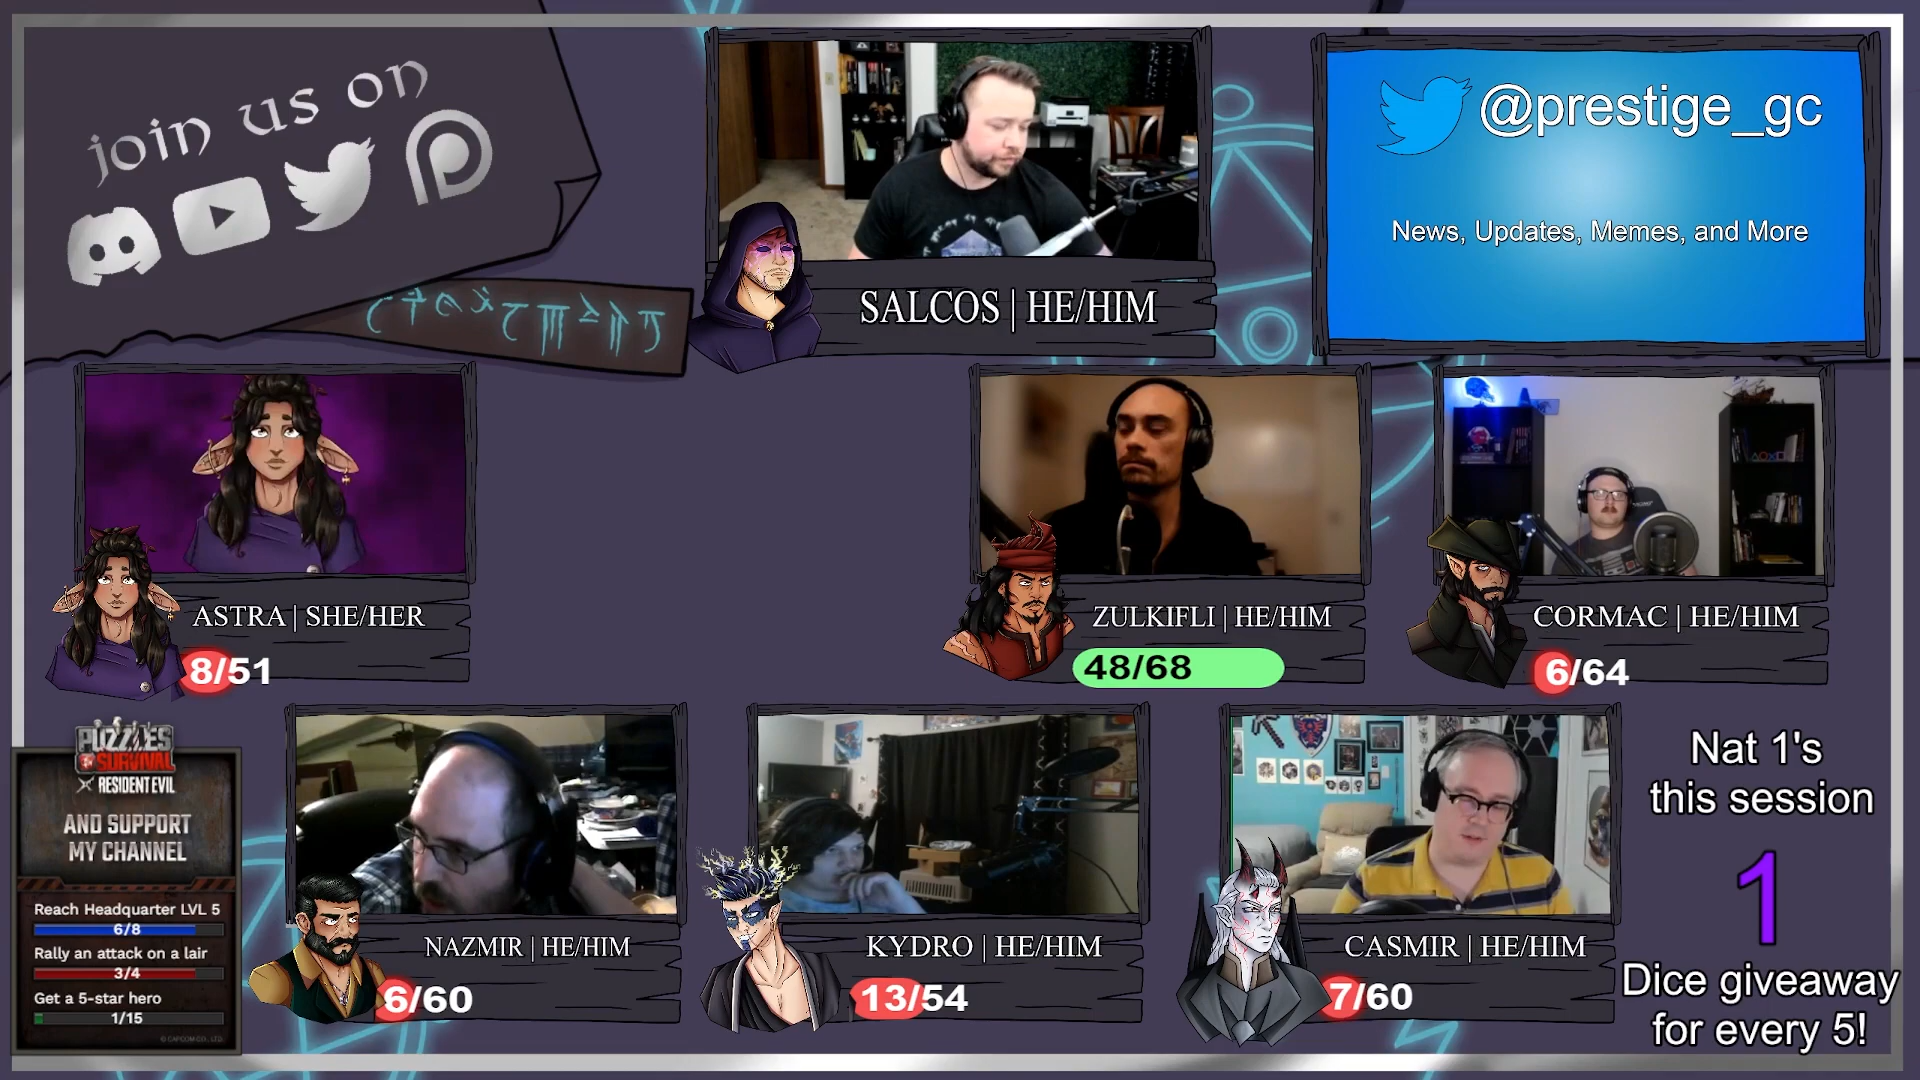 join us on
@prestige_gc
News, Updates, Memes, and More
SALCOS | HE/HIM
ASTRA | SHE/HER
8/51
ZULKIFLI | HE/HIM
48/68
CORMAC | HE/HIM
6/64
PUZZLES
& SURVIVAL
X RESIDENT EVIL
AND SUPPORT
MY CHANNEL
Reach Headquarter LVL 5
6/8
Rally an attack on a lair
3/4
Get a 5-star hero
1/15
© CAPCOM CO., LTD.
NAZMIR | HE/HIM
6/60
KYDRO | HE/HIM
13/54
CASMIR | HE/HIM
7/60
Nat 1's
this session
1
Dice giveaway
for every 5!